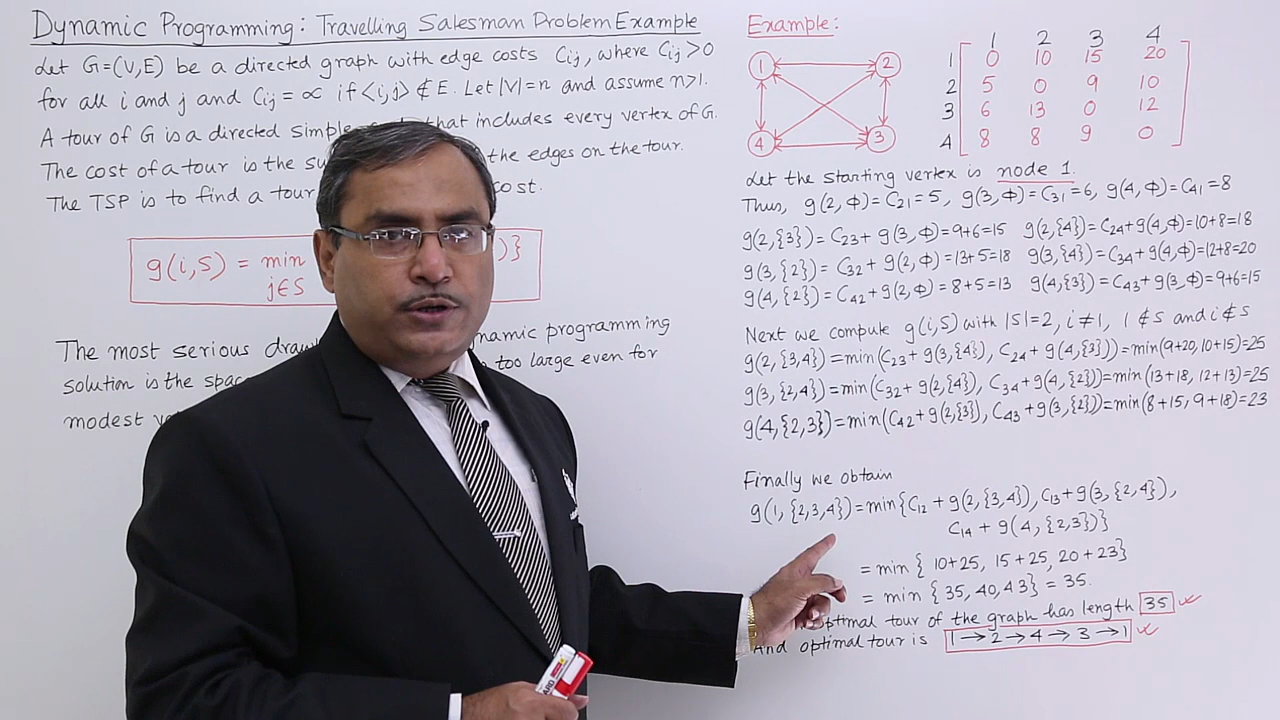 Dynamic Programming: Travelling Salesman Problem Example
Let G=(V,E) be a directed graph with edge costs Cij, where Cij>0
for all i and j and Cij = ∝ if <i,j> ∉ E. Let |V|=n and assume n>1.
A tour of G is a directed simple that includes every vertex of G.
The cost of a tour is the the edges on the tour.
The TSP is to find a tour cost.
g(i,S) = min )}
j∈S
The most serious programming
solution is the too large even for
modest
Example:
1 2
4 3
1 2 3 4
1 0 10 15 20
2 5 0 9 10
3 6 13 0 12
4 8 8 9 0
Let the starting vertex is node 1.
Thus, g(2,Φ)=C21=5, g(3,Φ)=C31=6, g(4,Φ)=C41=8
g(2,{3})=C23+g(3,Φ)=9+6=15 g(2,{4})=C24+g(4,Φ)=10+8=18
g(3,{2})=C32+g(2,Φ)=13+5=18 g(3,{4})=C34+g(4,Φ)=12+8=20
g(4,{2})=C42+g(2,Φ)=8+5=13 g(4,{3})=C43+g(3,Φ)=9+6=15
Next we compute g(i,S) with |S|=2, i≠1, 1∉S and i∉S
g(2,{3,4})=min(C23+g(3,{4}), C24+g(4,{3}))=min(9+20,10+15)=25
g(3,{2,4})=min(C32+g(2,{4}), C34+g(4,{2}))=min(13+18,12+13)=25
g(4,{2,3})=min(C42+g(2,{3}), C43+g(3,{2}))=min(8+15,9+18)=23
Finally we obtain
g(1,{2,3,4})=min{C12+g(2,{3,4}), C13+g(3,{2,4}),
C14+g(4,{2,3})}
= min{10+25, 15+25, 20+23}
= min{35,40,43} = 35.
optimal tour of the graph has length 35
And optimal tour is 1→2→4→3→1